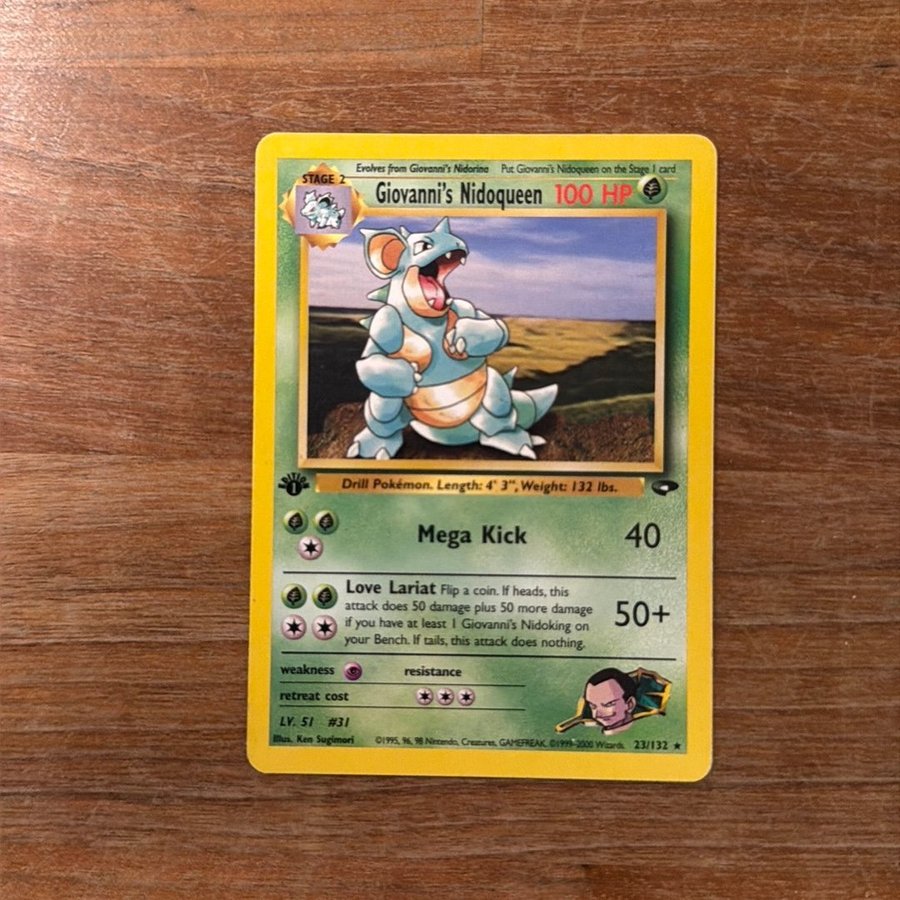 Evolves from Giovanni's Nidorina Put Giovanni's Nidoqueen on the Stage 1 card
STAGE 2
Giovanni's Nidoqueen 100 HP
EDITION
1
Drill Pokémon. Length: 4' 3", Weight: 132 lbs.
Mega Kick 40
Love Lariat Flip a coin. If heads, this
attack does 50 damage plus 50 more damage
if you have at least 1 Giovanni's Nidoking on
your Bench. If tails, this attack does nothing.
50+
weakness resistance
retreat cost
LV. 51 #31
Illus. Ken Sugimori ©1995, 96, 98 Nintendo, Creatures, GAMEFREAK. ©1999-2000 Wizards. 23/132 ★